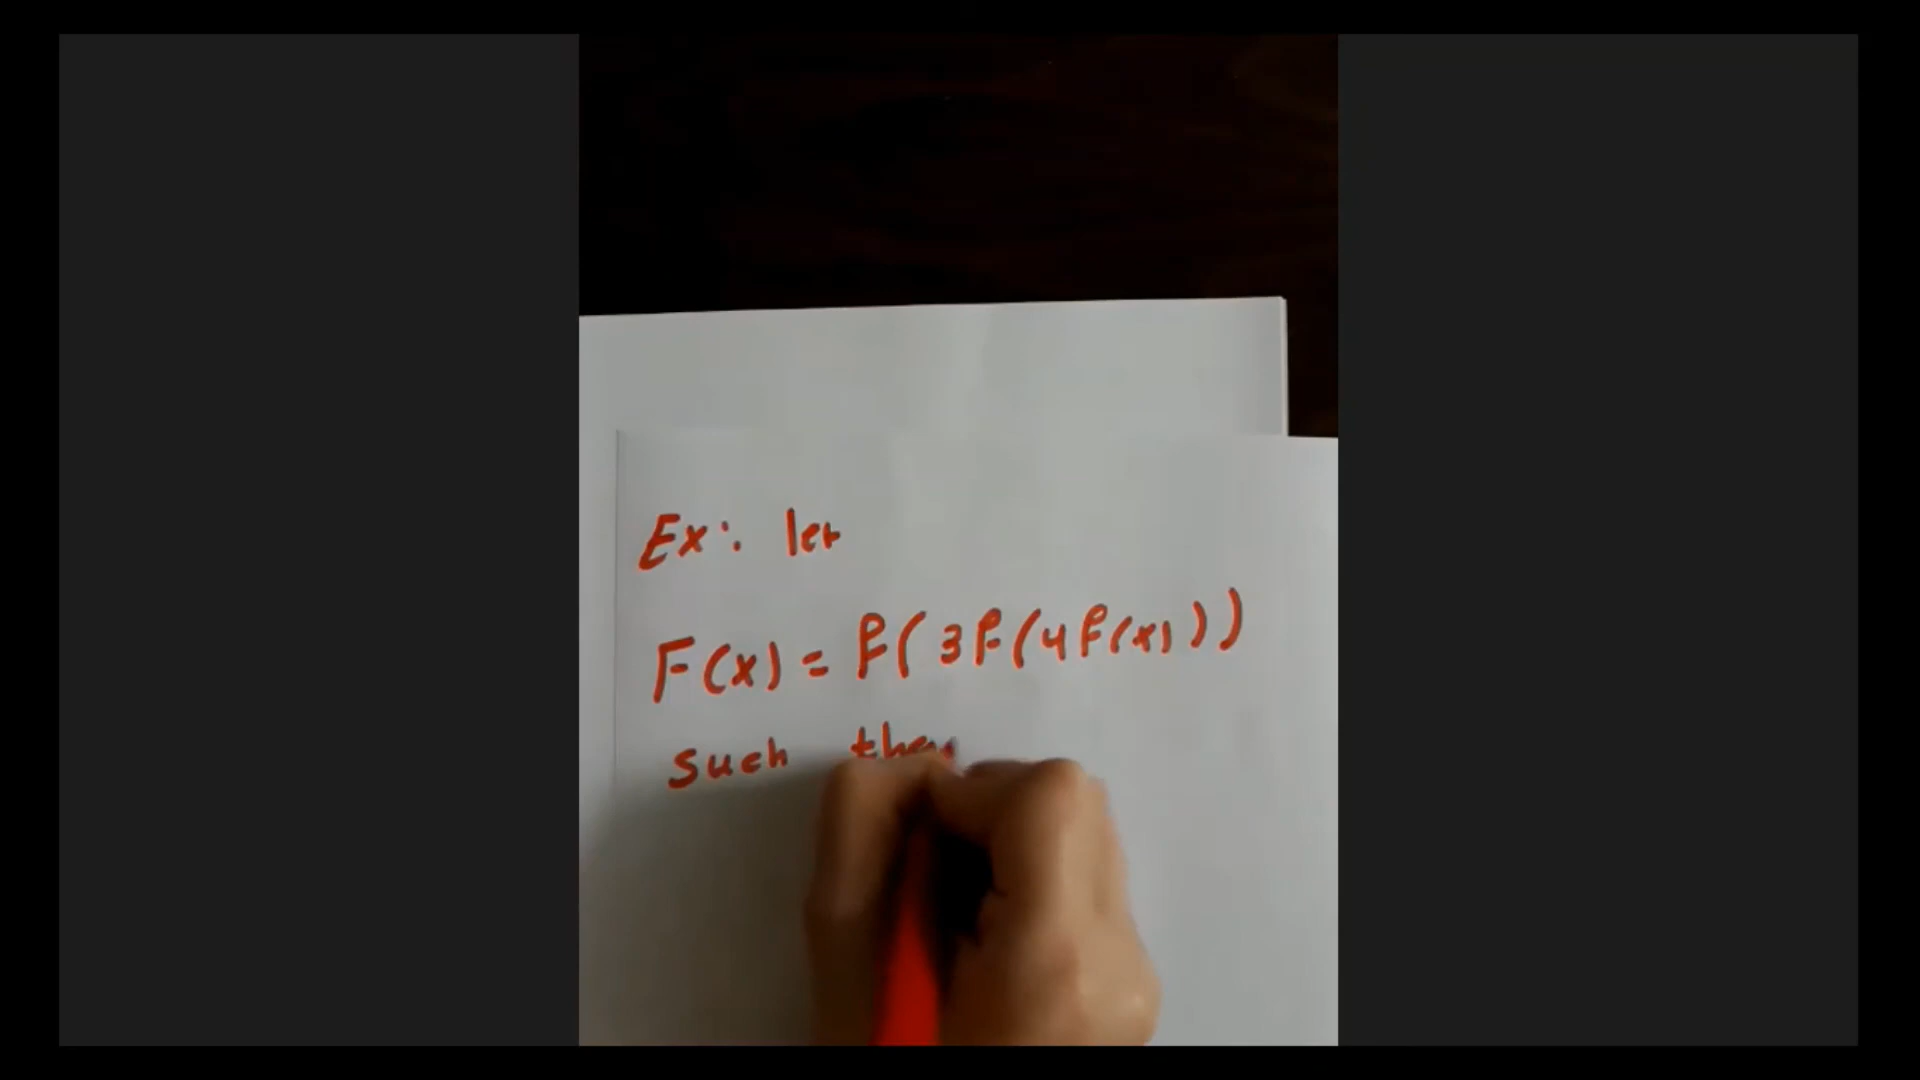 Ex: let
F(x) = f(3f(4f(x)))
such